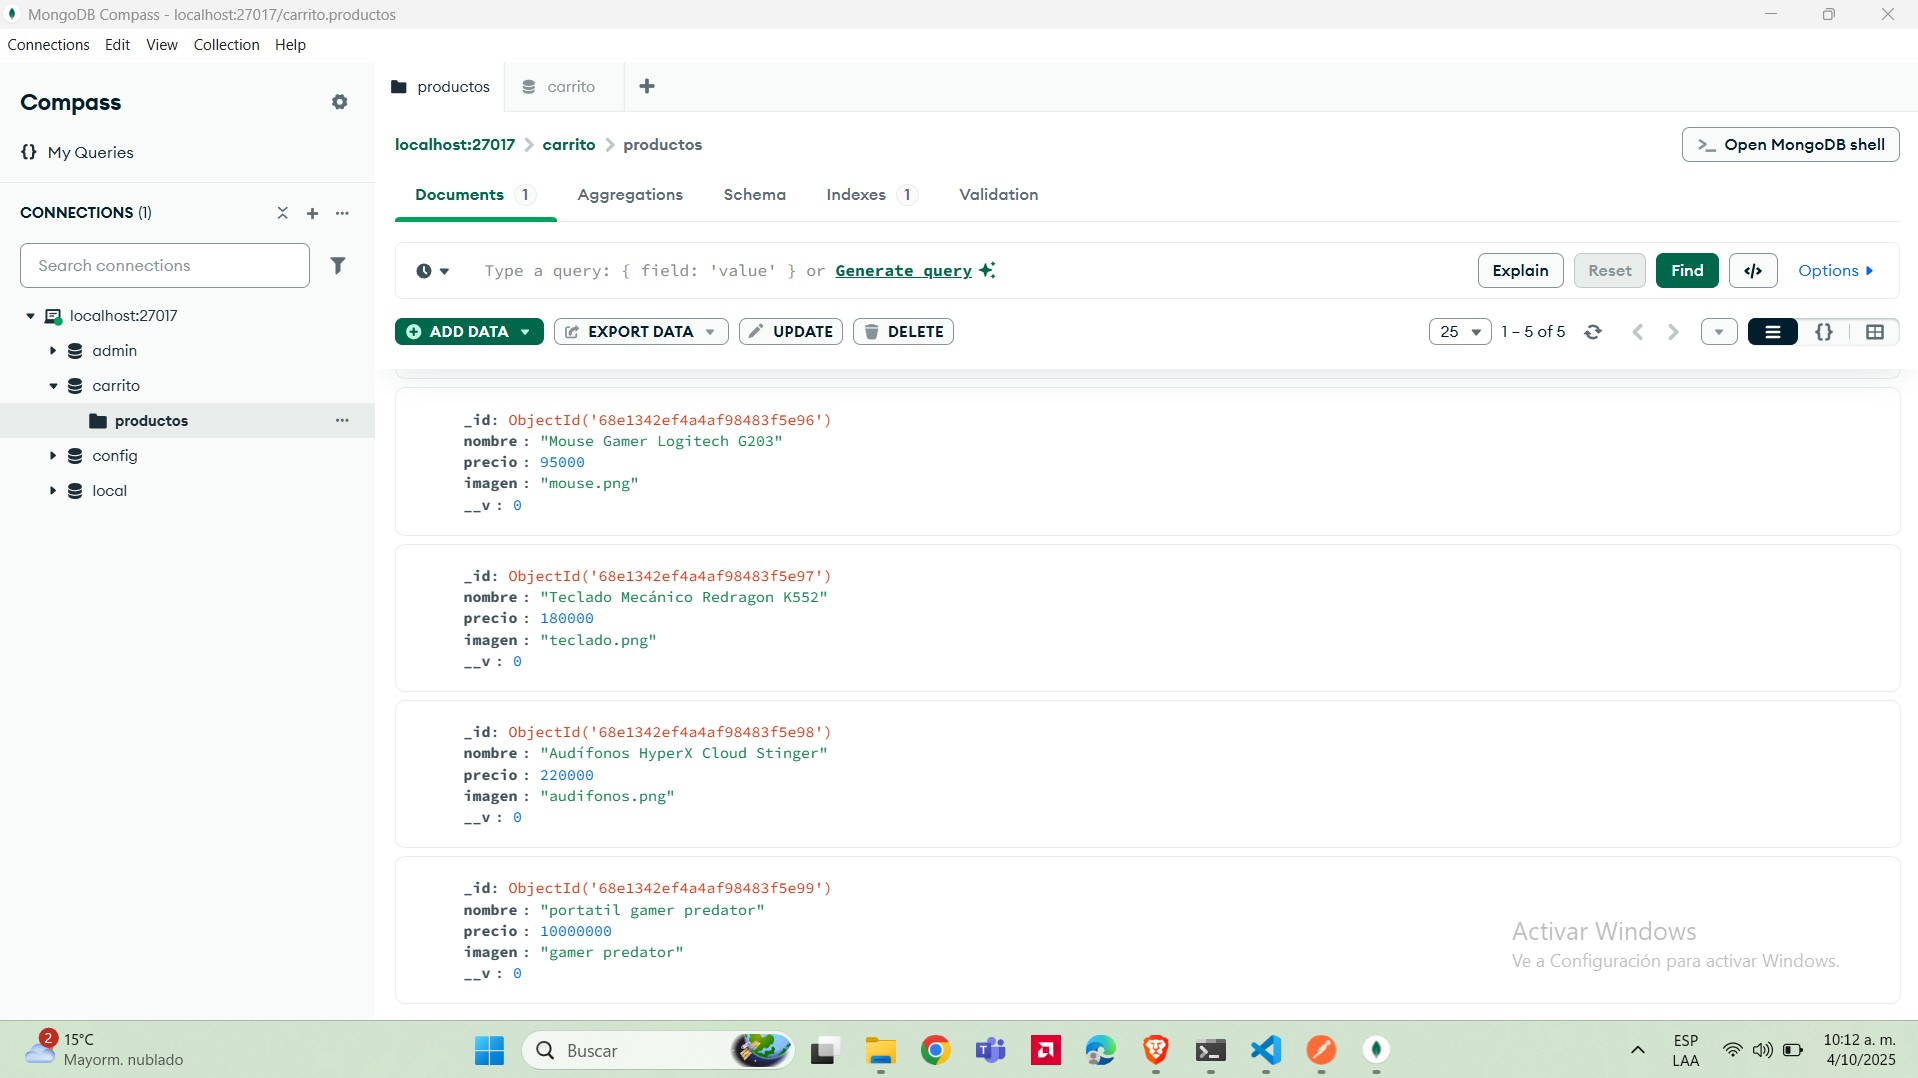 MongoDB Compass - localhost:27017/carrito.productos
Connections Edit View Collection Help
Compass
{} My Queries
CONNECTIONS (1)
Search connections
localhost:27017
admin
carrito
productos
config
local
productos
carrito
localhost:27017 > carrito > productos
>_ Open MongoDB shell
Documents 1 Aggregations Schema Indexes 1 Validation
Type a query: { field: 'value' } or Generate query
Explain Reset Find </> Options
ADD DATA EXPORT DATA UPDATE DELETE
25 1 – 5 of 5 {}
_id: ObjectId('68e1342ef4a4af98483f5e96')
nombre : "Mouse Gamer Logitech G203"
precio : 95000
imagen : "mouse.png"
__v : 0
_id: ObjectId('68e1342ef4a4af98483f5e97')
nombre : "Teclado Mecánico Redragon K552"
precio : 180000
imagen : "teclado.png"
__v : 0
_id: ObjectId('68e1342ef4a4af98483f5e98')
nombre : "Audífonos HyperX Cloud Stinger"
precio : 220000
imagen : "audifonos.png"
__v : 0
_id: ObjectId('68e1342ef4a4af98483f5e99')
nombre : "portatil gamer predator"
precio : 10000000
imagen : "gamer predator"
__v : 0
Activar Windows
Ve a Configuración para activar Windows.
2
15°C
Mayorm. nublado
Buscar
ESP
LAA
10:12 a. m.
4/10/2025